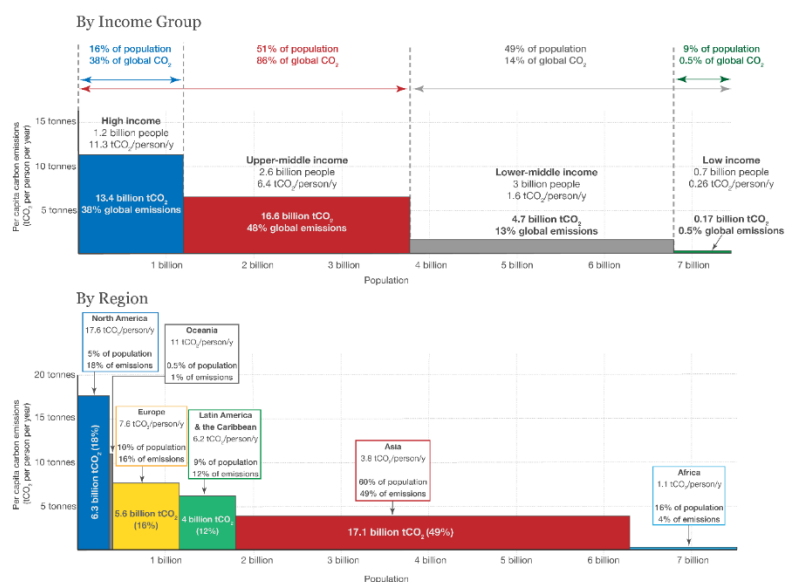 By Income Group
16% of population
38% of global CO₂
51% of population
86% of global CO₂
49% of population
14% of global CO₂
9% of population
0.5% of global CO₂
Per capita carbon emissions
(tCO₂ per person per year)
15 tonnes
10 tonnes
5 tonnes
High income
1.2 billion people
11.3 tCO₂/person/y
13.4 billion tCO₂
38% global emissions
Upper-middle income
2.6 billion people
6.4 tCO₂/person/y
16.6 billion tCO₂
48% global emissions
Lower-middle income
3 billion people
1.6 tCO₂/person/y
4.7 billion tCO₂
13% global emissions
Low income
0.7 billion people
0.26 tCO₂/person/y
0.17 billion tCO₂
0.5% global emissions
1 billion
2 billion
3 billion
4 billion
5 billion
6 billion
7 billion
Population
By Region
North America
17.6 tCO₂/person/y
5% of population
18% of emissions
Oceania
11 tCO₂/person/y
0.5% of population
1% of emissions
Europe
7.6 tCO₂/person/y
10% of population
16% of emissions
Latin America
& the Caribbean
6.2 tCO₂/person/y
9% of population
12% of emissions
Asia
3.8 tCO₂/person/y
60% of population
49% of emissions
Africa
1.1 tCO₂/person/y
16% of population
4% of emissions
Per capita carbon emissions
(tCO₂ per person per year)
20 tonnes
15 tonnes
10 tonnes
5 tonnes
6.3 billion tCO₂ (18%)
5.6 billion tCO₂
(16%)
4 billion tCO₂
(12%)
17.1 billion tCO₂ (49%)
1 billion
2 billion
3 billion
4 billion
5 billion
6 billion
7 billion
Population